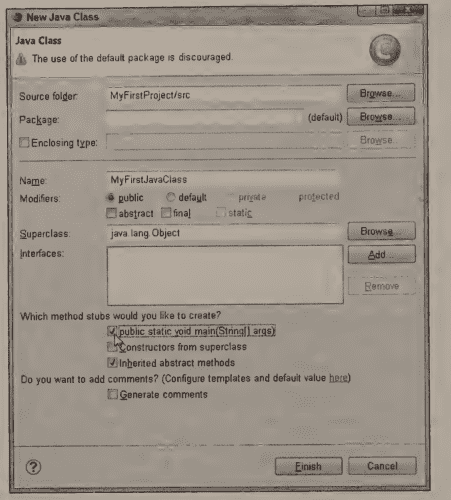 New Java Class
Java Class
The use of the default package is discouraged.
Source folder: MyFirstProject/src Browse...
Package: (default) Browse...
Enclosing type: Browse...
Name: MyFirstJavaClass
Modifiers: public default private protected
abstract final static
Superclass: java.lang.Object Browse...
Interfaces: Add...
Remove
Which method stubs would you like to create?
public static void main(String[] args)
Constructors from superclass
Inherited abstract methods
Do you want to add comments? (Configure templates and default value here)
Generate comments
? Finish Cancel